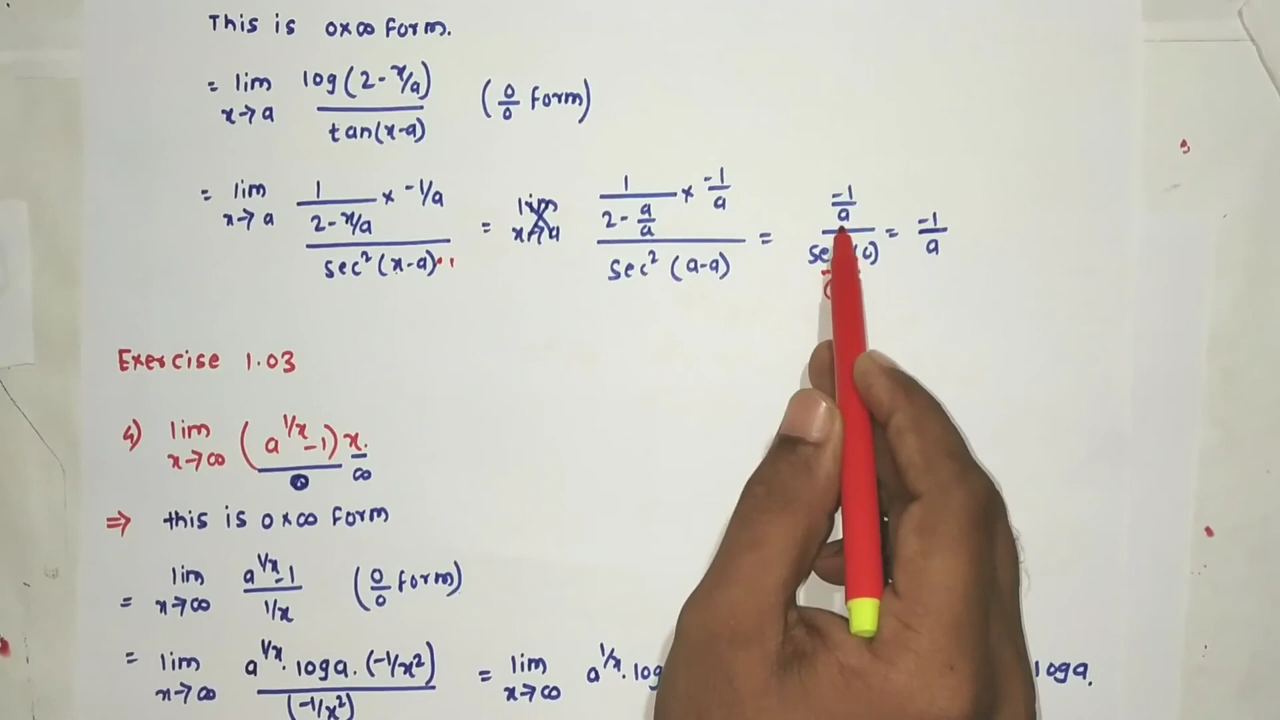 This is 0×∞ form.
= lim x→a log(2-x/a) / tan(x-a) (0/0 form)
= lim x→a 1/(2-x/a) × -1/a / sec²(x-a) = lim x→a 1/(2-a/a) × -1/a / sec²(a-a) = -1/a / (0) = -1/a
Exercise 1.03
4) lim x→∞ (a^1/x -1) x. 0 ∞
⇒ this is 0×∞ form
= lim x→∞ a^1/x -1 / 1/x (0/0 form)
= lim x→∞ a^1/x . log a . (-1/x²) / (-1/x²) = lim x→∞ a^1/x . log a.